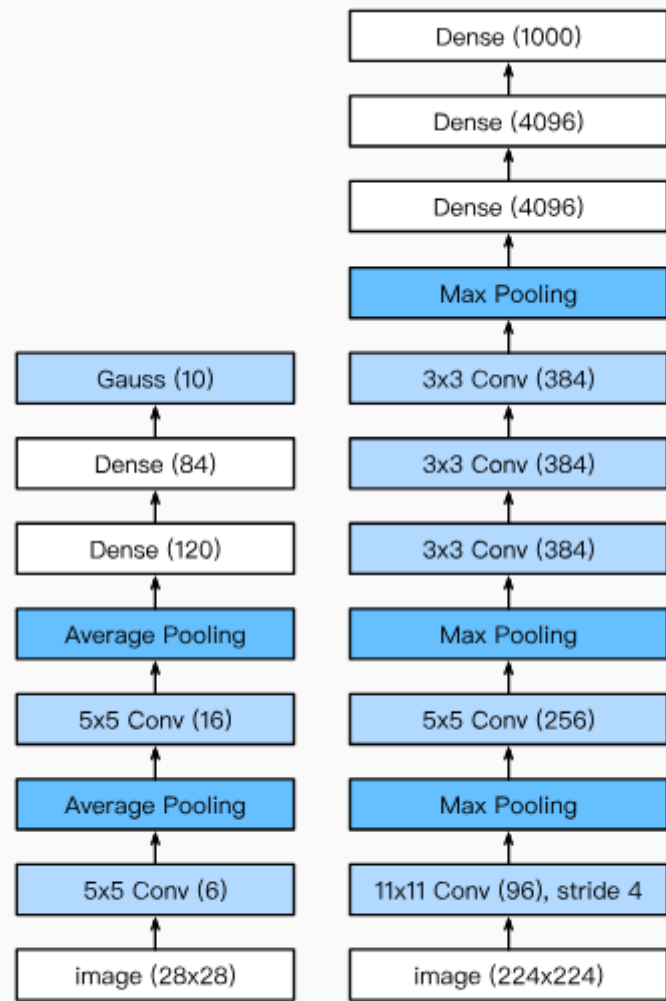 Dense (1000)
Dense (4096)
Dense (4096)
Max Pooling
3x3 Conv (384)
3x3 Conv (384)
3x3 Conv (384)
Max Pooling
5x5 Conv (256)
Max Pooling
11x11 Conv (96), stride 4
image (224x224)
Gauss (10)
Dense (84)
Dense (120)
Average Pooling
5x5 Conv (16)
Average Pooling
5x5 Conv (6)
image (28x28)